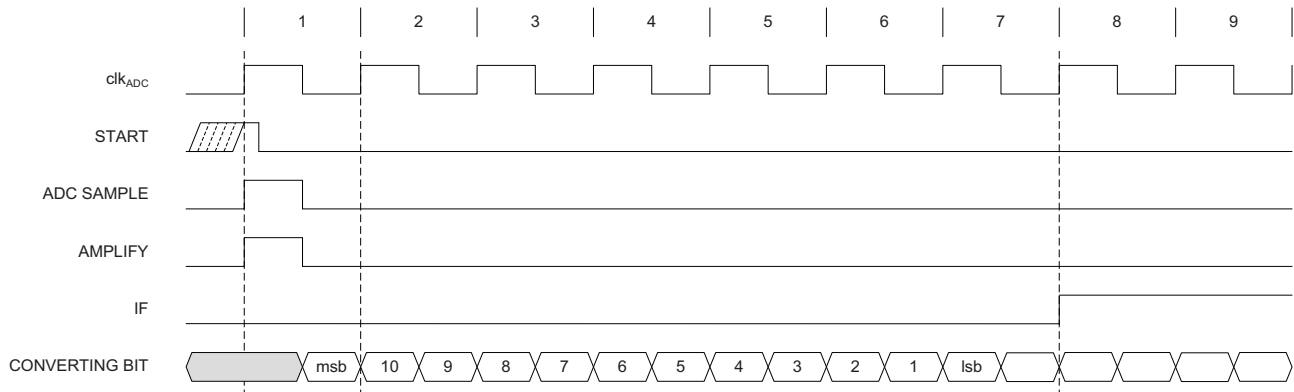 1 2 3 4 5 6 7 8 9
clkADC
START
ADC SAMPLE
AMPLIFY
IF
CONVERTING BIT msb 10 9 8 7 6 5 4 3 2 1 lsb